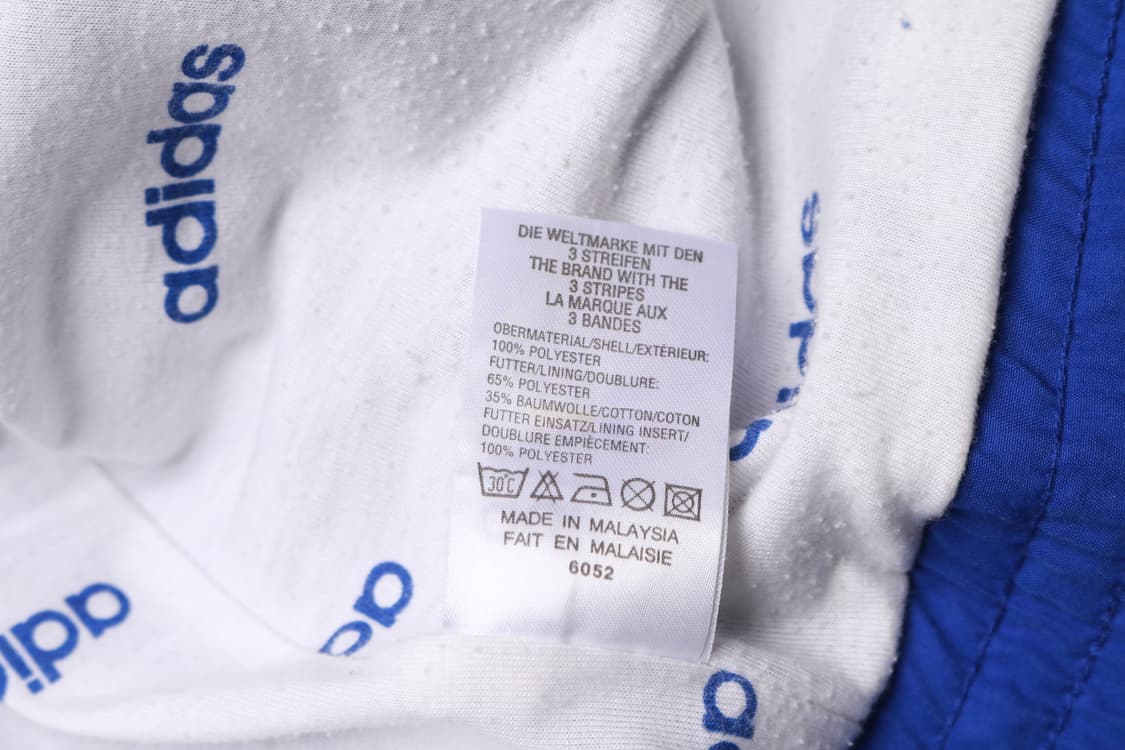 adidas
DIE WELTMARKE MIT DEN
3 STREIFEN
THE BRAND WITH THE
3 STRIPES
LA MARQUE AUX
3 BANDES
OBERMATERIAL/SHELL/EXTÉRIEUR:
100% POLYESTER
FUTTER/LINING/DOUBLURE:
65% POLYESTER
35% BAUMWOLLE/COTTON/COTON
FUTTER EINSATZ/LINING INSERT/
DOUBLURE EMPIÈCEMENT:
100% POLYESTER
30°C
MADE IN MALAYSIA
FAIT EN MALAISIE
6052